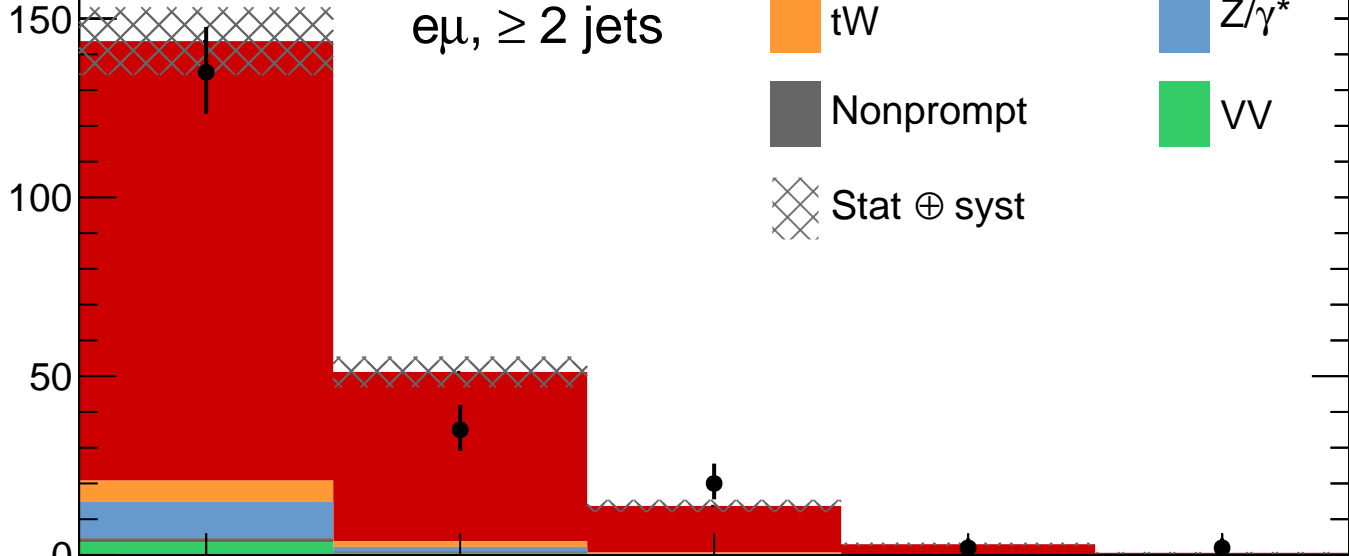 150
eμ, ≥ 2 jets
tW
Z/γ*
Nonprompt
VV
100
Stat ⊕ syst
50
0